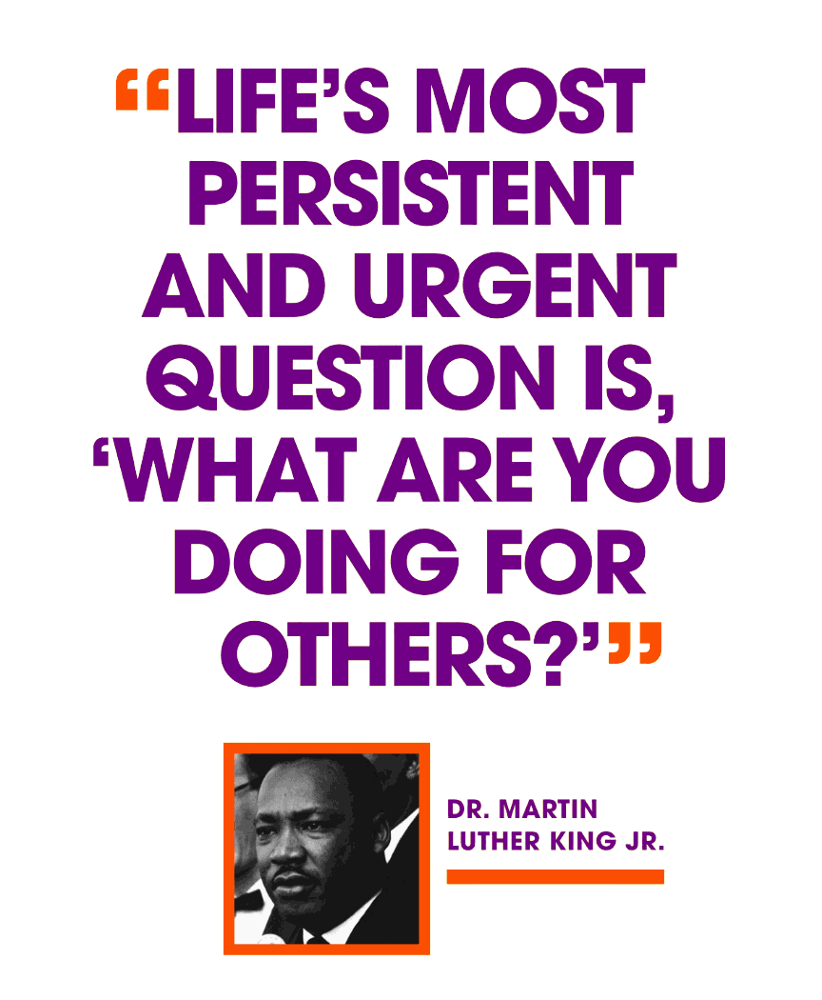 “LIFE’S MOST
PERSISTENT
AND URGENT
QUESTION IS,
‘WHAT ARE YOU
DOING FOR
OTHERS?’”
DR. MARTIN
LUTHER KING JR.